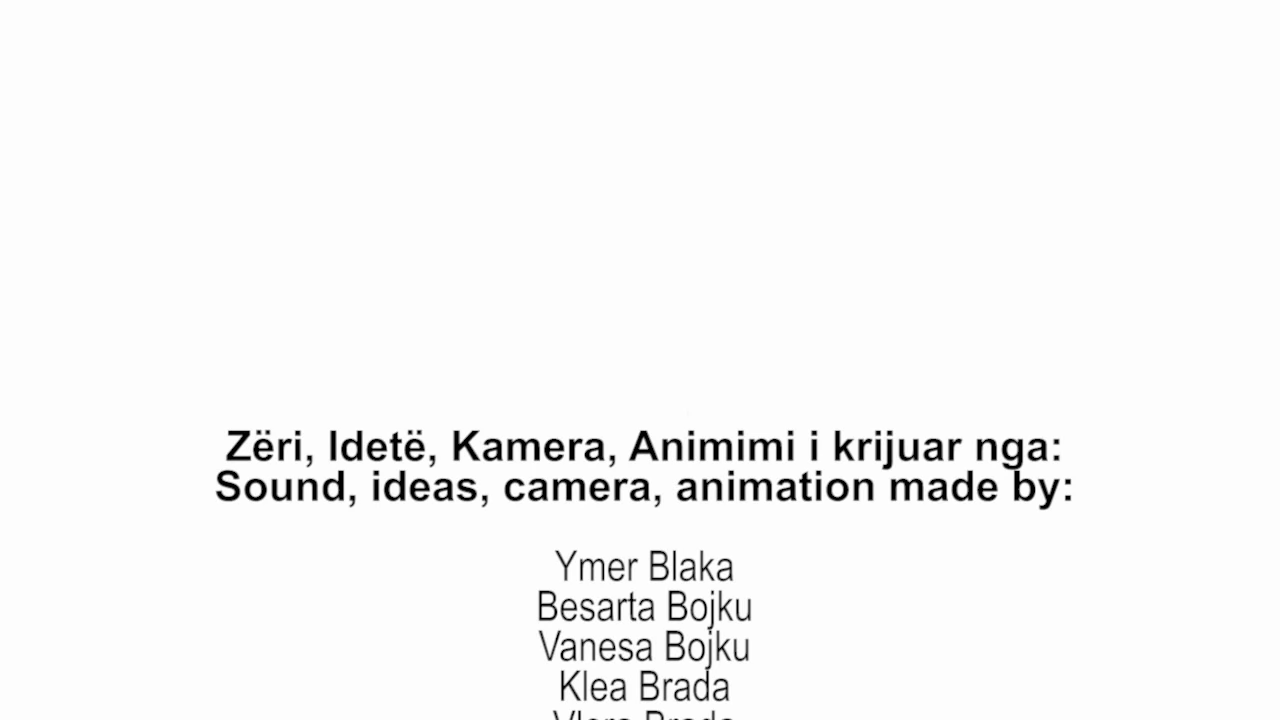 Zëri, Idetë, Kamera, Animimi i krijuar nga:
Sound, ideas, camera, animation made by:
Ymer Blaka
Besarta Bojku
Vanesa Bojku
Klea Brada